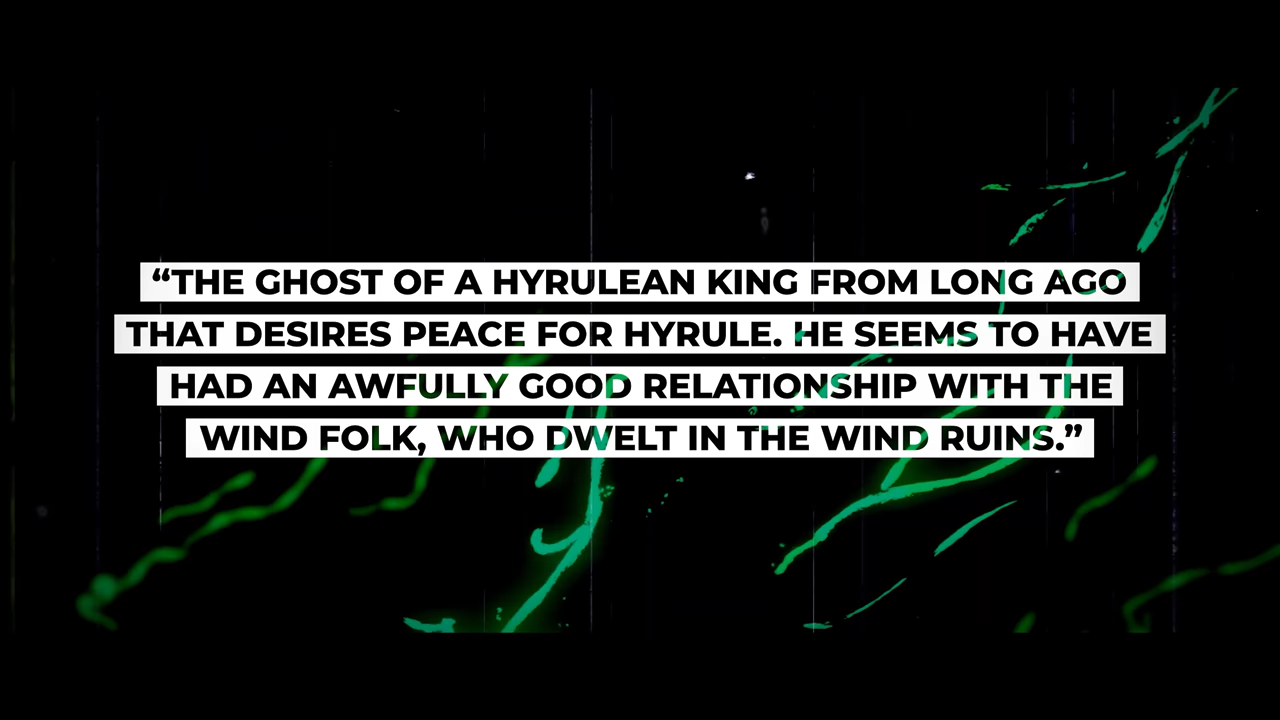 “THE GHOST OF A HYRULEAN KING FROM LONG AGO
THAT DESIRES PEACE FOR HYRULE. HE SEEMS TO HAVE
HAD AN AWFULLY GOOD RELATIONSHIP WITH THE
WIND FOLK, WHO DWELT IN THE WIND RUINS.”